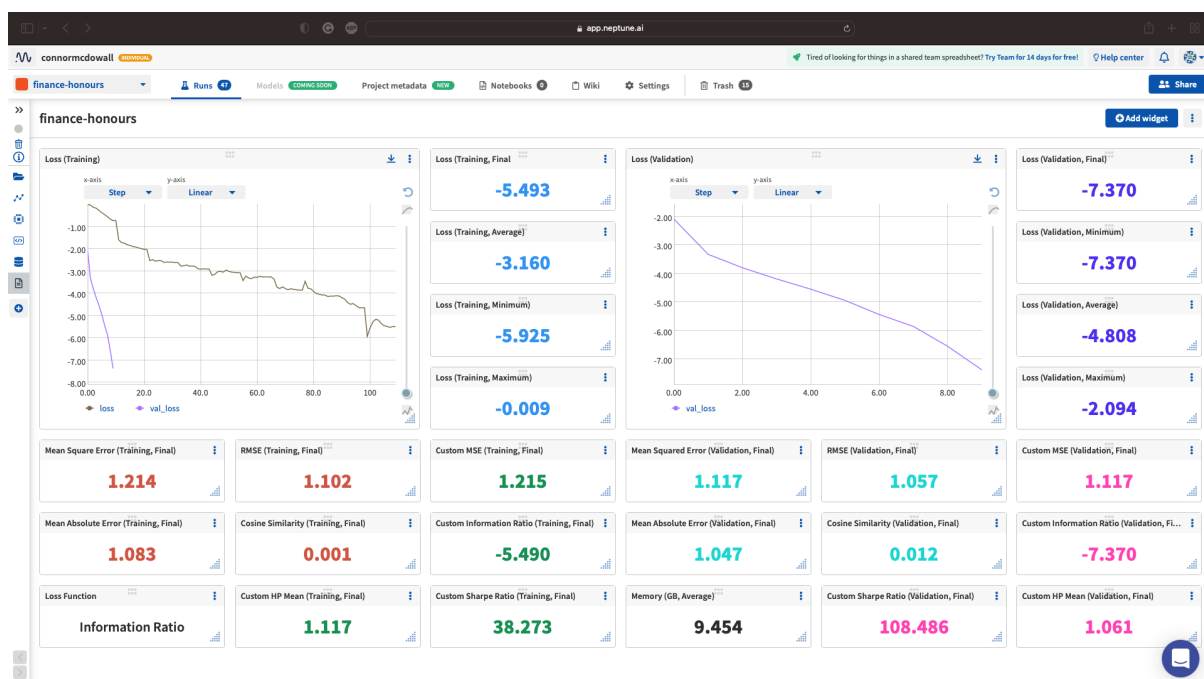 app.neptune.ai
connormcdowall INDIVIDUAL
Tired of looking for things in a shared team spreadsheet? Try Team for 14 days for free!
Help center
finance-honours
Runs 47
Models COMING SOON
Project metadata NEW
Notebooks 0
Wiki
Settings
Trash 15
Share
finance-honours
Add widget
Loss (Training)
x-axis
y-axis
Step
Linear
-1.00
-2.00
-3.00
-4.00
-5.00
-6.00
-7.00
-8.00
0.00 20.0 40.0 60.0 80.0 100
loss val_loss
Loss (Training, Final
-5.493
Loss (Training, Average)
-3.160
Loss (Training, Minimum)
-5.925
Loss (Training, Maximum)
-0.009
Loss (Validation)
x-axis
y-axis
Step
Linear
-2.00
-3.00
-4.00
-5.00
-6.00
-7.00
0.00 2.00 4.00 6.00 8.00
val_loss
Loss (Validation, Final)
-7.370
Loss (Validation, Minimum)
-7.370
Loss (Validation, Average)
-4.808
Loss (Validation, Maximum)
-2.094
Mean Square Error (Training, Final)
1.214
RMSE (Training, Final)
1.102
Custom MSE (Training, Final)
1.215
Mean Squared Error (Validation, Final)
1.117
RMSE (Validation, Final)
1.057
Custom MSE (Validation, Final)
1.117
Mean Absolute Error (Training, Final)
1.083
Cosine Similarity (Training, Final)
0.001
Custom Information Ratio (Training, Final)
-5.490
Mean Absolute Error (Validation, Final)
1.047
Cosine Similarity (Validation, Final)
0.012
Custom Information Ratio (Validation, Fi...
-7.370
Loss Function
Information Ratio
Custom HP Mean (Training, Final)
1.117
Custom Sharpe Ratio (Training, Final)
38.273
Memory (GB, Average)
9.454
Custom Sharpe Ratio (Validation, Final)
108.486
Custom HP Mean (Validation, Final)
1.061